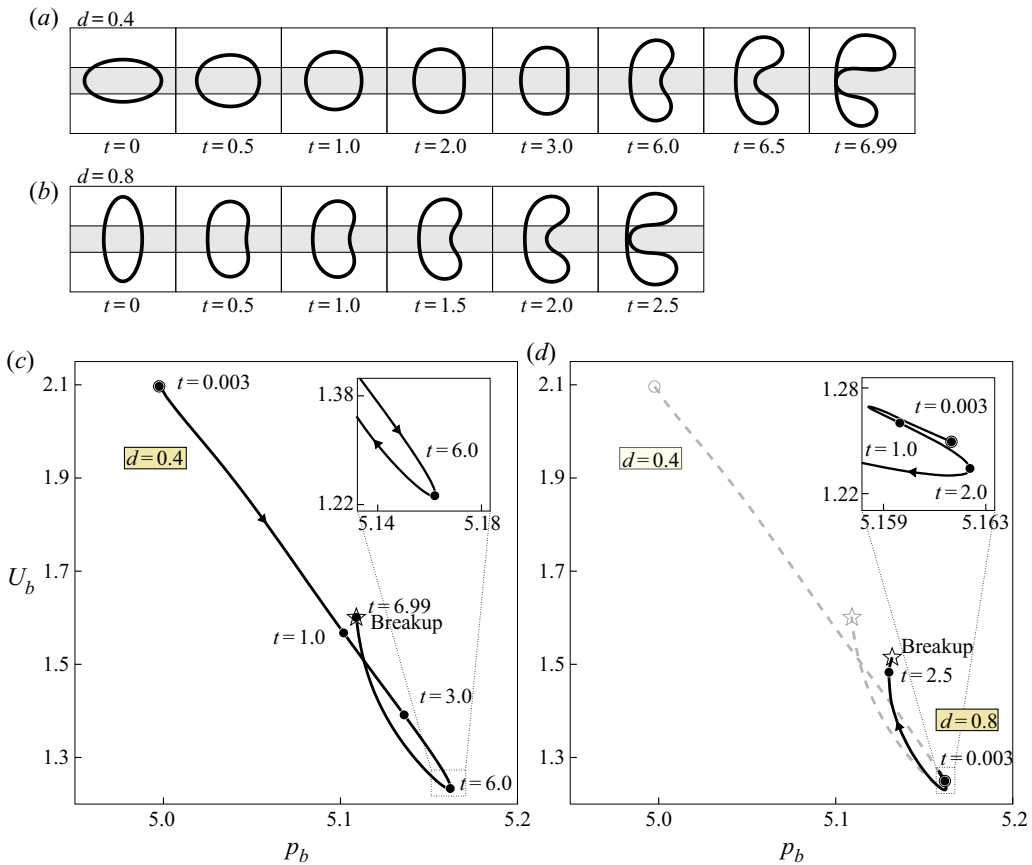 (a) d=0.4
t=0 t=0.5 t=1.0 t=2.0 t=3.0 t=6.0 t=6.5 t=6.99
(b) d=0.8
t=0 t=0.5 t=1.0 t=1.5 t=2.0 t=2.5
(c)
2.1
1.9
1.7
1.5
1.3
U_b
5.0 5.1 5.2
p_b
t=0.003
d=0.4
t=1.0
t=6.99
Breakup
t=3.0
t=6.0
1.38
1.22
5.14 5.18
t=6.0
(d)
2.1
1.9
1.7
1.5
1.3
5.0 5.1 5.2
p_b
d=0.4
Breakup
t=2.5
d=0.8
t=0.003
1.28
1.22
5.159 5.163
t=0.003
t=1.0
t=2.0